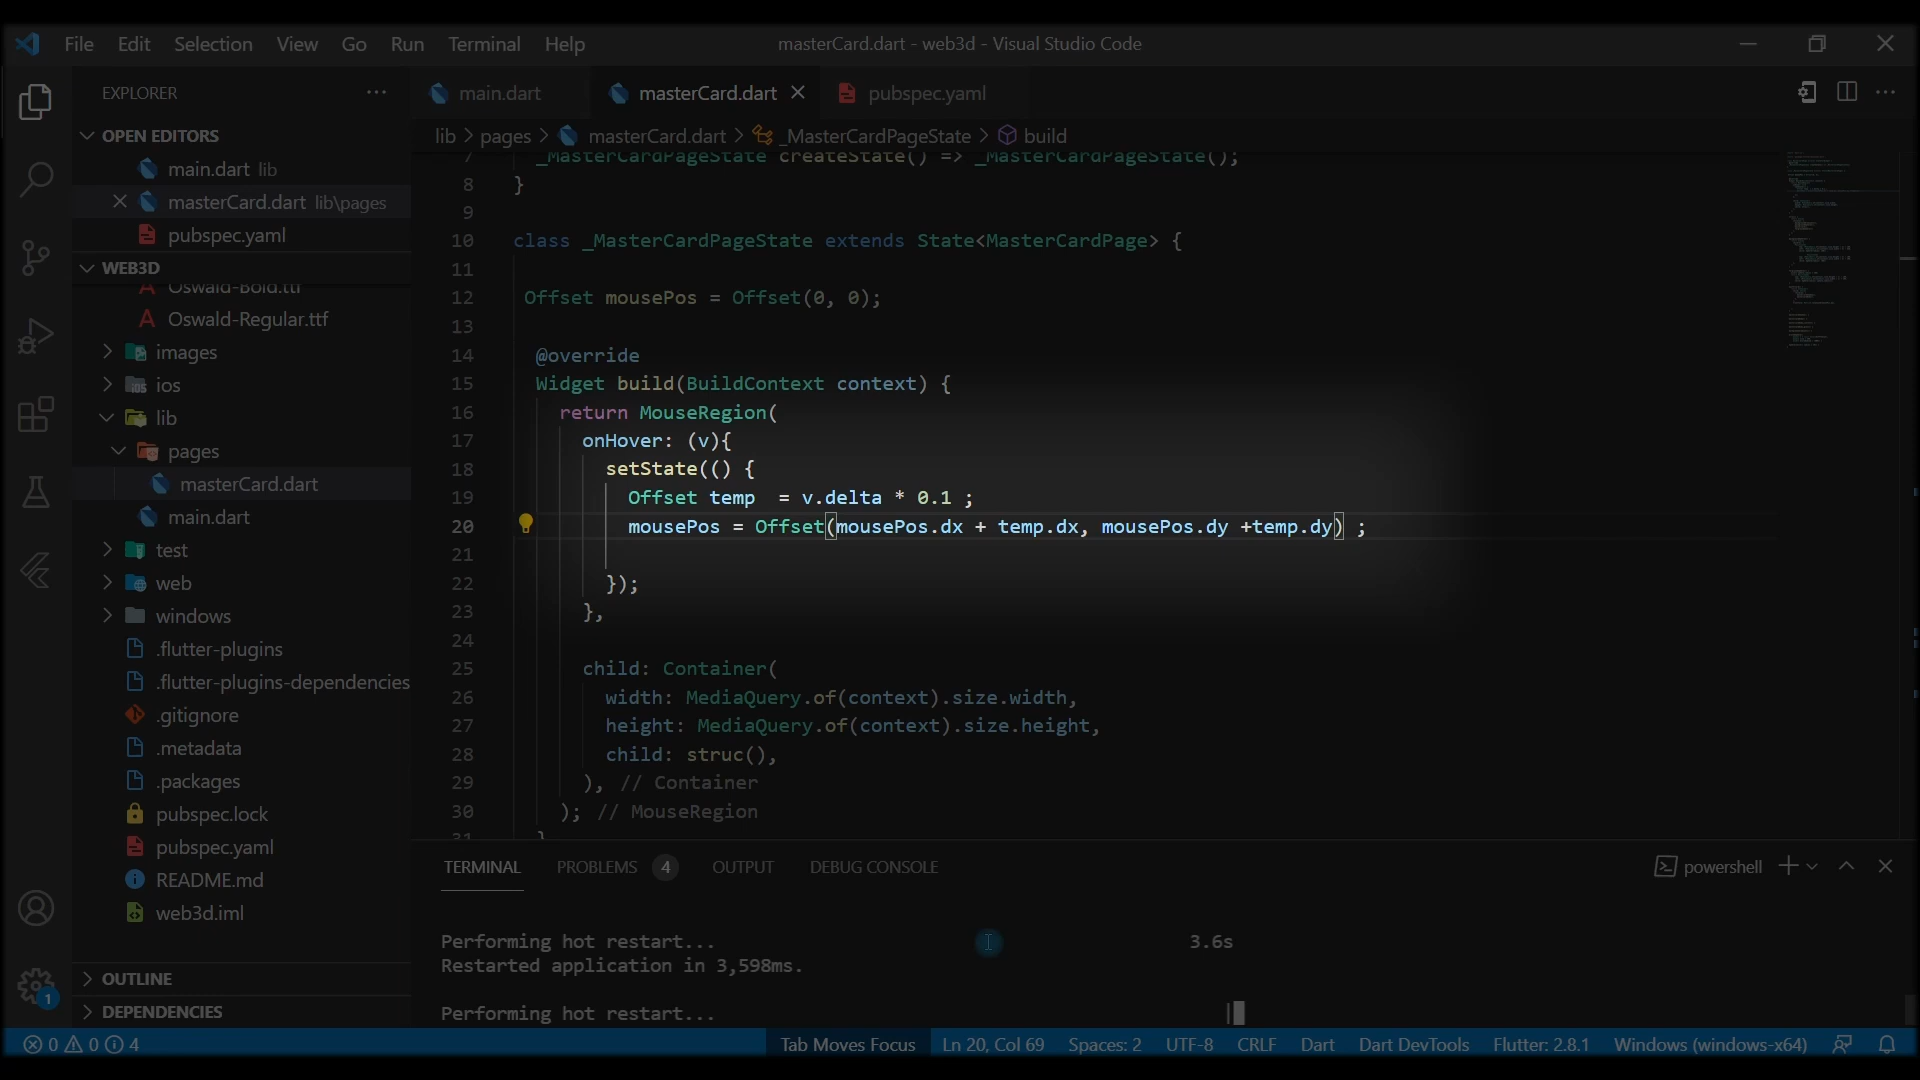 File Edit Selection View Go Run Terminal Help masterCard.dart - web3d - Visual Studio Code
EXPLORER
main.dart masterCard.dart pubspec.yaml
OPEN EDITORS
lib > pages > masterCard.dart > _MasterCardPageState > build
main.dart lib
masterCard.dart lib\pages
pubspec.yaml
WEB3D
Oswald-Bold.ttf
Oswald-Regular.ttf
images
ios
lib
pages
masterCard.dart
main.dart
test
web
windows
.flutter-plugins
.flutter-plugins-dependencies
.gitignore
.metadata
.packages
pubspec.lock
pubspec.yaml
README.md
web3d.iml
OUTLINE
DEPENDENCIES
7 _MasterCardPageState createState() => _MasterCardPageState();
8 }
9
10 class _MasterCardPageState extends State<MasterCardPage> {
11
12 Offset mousePos = Offset(0, 0);
13
14 @override
15 Widget build(BuildContext context) {
16 return MouseRegion(
17 onHover: (v){
18 setState(() {
19 Offset temp  = v.delta * 0.1 ;
20 mousePos = Offset(mousePos.dx + temp.dx, mousePos.dy +temp.dy) ;
21
22 });
23 },
24
25 child: Container(
26 width: MediaQuery.of(context).size.width,
27 height: MediaQuery.of(context).size.height,
28 child: struc(),
29 ), // Container
30 ); // MouseRegion
31 }
TERMINAL PROBLEMS 4 OUTPUT DEBUG CONSOLE powershell
Performing hot restart... 3.6s
Restarted application in 3,598ms.
Performing hot restart... |
1
0 0 4 Tab Moves Focus Ln 20, Col 69 Spaces: 2 UTF-8 CRLF Dart Dart DevTools Flutter: 2.8.1 Windows (windows-x64)